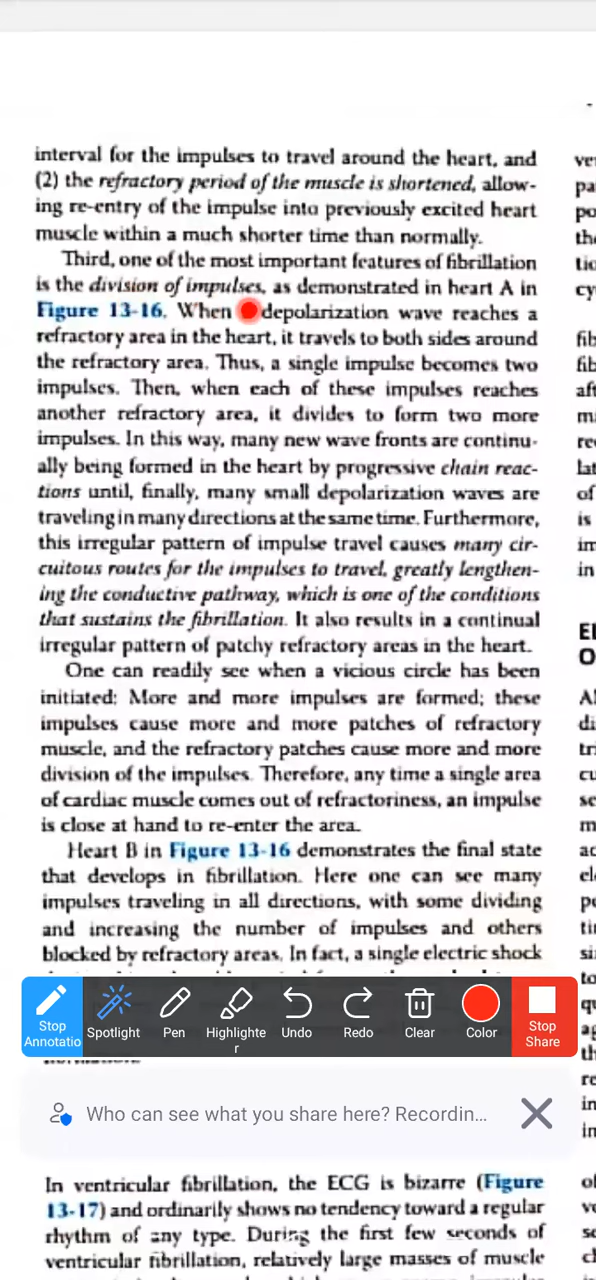 interval for the impulses to travel around the heart, and
(2) the refractory period of the muscle is shortened, allow-
ing re-entry of the impulse into previously excited heart
muscle within a much shorter time than normally.
Third, one of the most important features of fibrillation
is the division of impulses, as demonstrated in heart A in
Figure 13-16. When depolarization wave reaches a
refractory area in the heart, it travels to both sides around
the refractory area. Thus, a single impulse becomes two
impulses. Then, when each of these impulses reaches
another refractory area, it divides to form two more
impulses. In this way, many new wave fronts are continu-
ally being formed in the heart by progressive chain reac-
tions until, finally, many small depolarization waves are
traveling in many directions at the same time. Furthermore,
this irregular pattern of impulse travel causes many cir-
cuitous routes for the impulses to travel, greatly lengthen-
ing the conductive pathway, which is one of the conditions
that sustains the fibrillation. It also results in a continual
irregular pattern of patchy refractory areas in the heart.
One can readily see when a vicious circle has been
initiated: More and more impulses are formed; these
impulses cause more and more patches of refractory
muscle, and the refractory patches cause more and more
division of the impulses. Therefore, any time a single area
of cardiac muscle comes out of refractoriness, an impulse
is close at hand to re-enter the area.
Heart B in Figure 13-16 demonstrates the final state
that develops in fibrillation. Here one can see many
impulses traveling in all directions, with some dividing
and increasing the number of impulses and others
blocked by refractory areas. In fact, a single electric shock
Stop Annotatio
Spotlight
Pen
Highlighter
Undo
Redo
Clear
Color
Stop Share
Who can see what you share here? Recordin...
In ventricular fibrillation, the ECG is bizarre (Figure
13-17) and ordinarily shows no tendency toward a regular
rhythm of any type. During the first few seconds of
ventricular fibrillation, relatively large masses of muscle